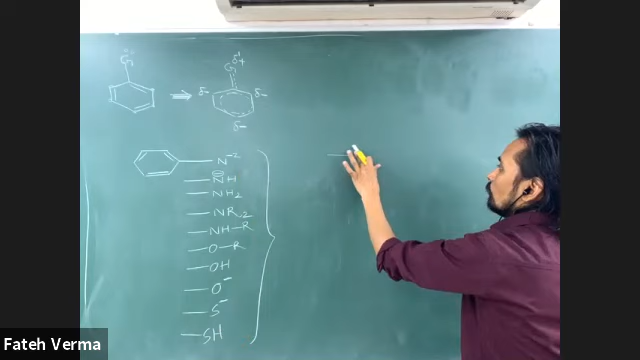 G
δ+
δ-
δ-
δ-
N-2
NH
NH2
NR2
NH-R
O-R
OH
O-
S-
SH
Fateh Verma